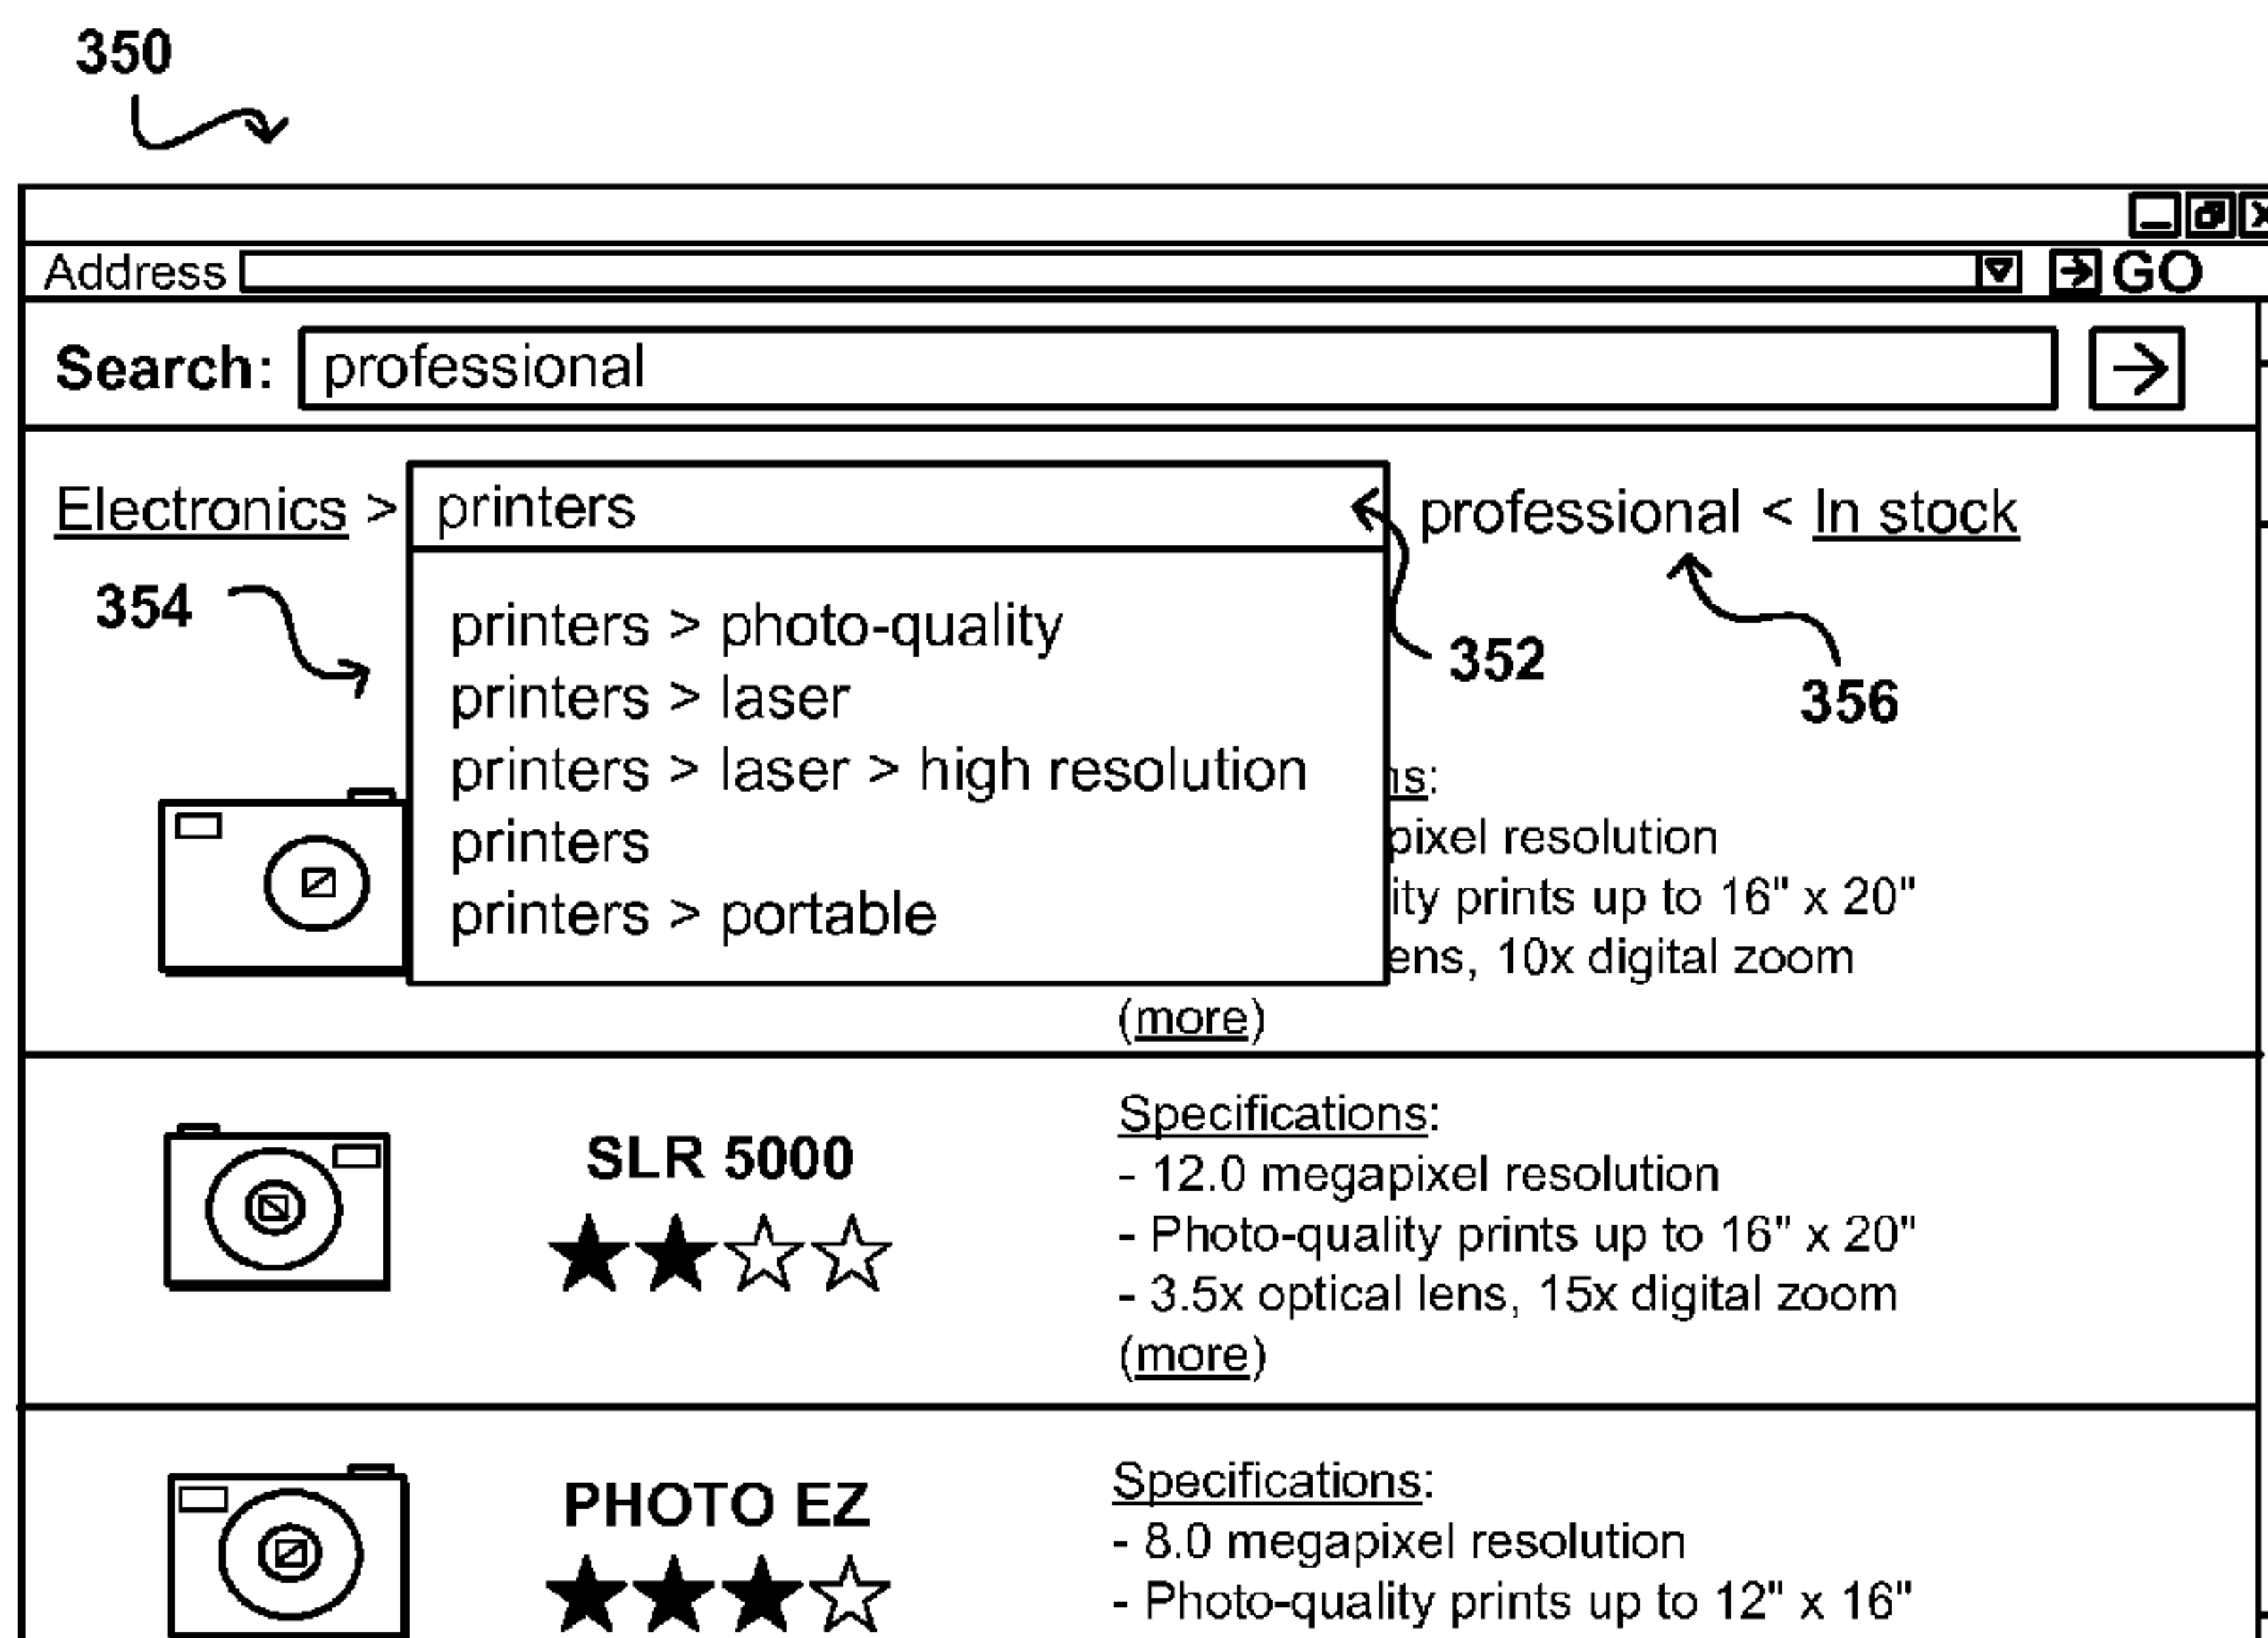 350
Address GO
Search: professional
Electronics > printers professional < In stock
354
printers > photo-quality
352
printers > laser
356
printers > laser > high resolution
printers
printers > portable
pixel resolution
prints up to 16" x 20"
10x digital zoom
(more)
SLR 5000
Specifications:
- 12.0 megapixel resolution
- Photo-quality prints up to 16" x 20"
- 3.5x optical lens, 15x digital zoom
(more)
PHOTO EZ
Specifications:
- 8.0 megapixel resolution
- Photo-quality prints up to 12" x 16"